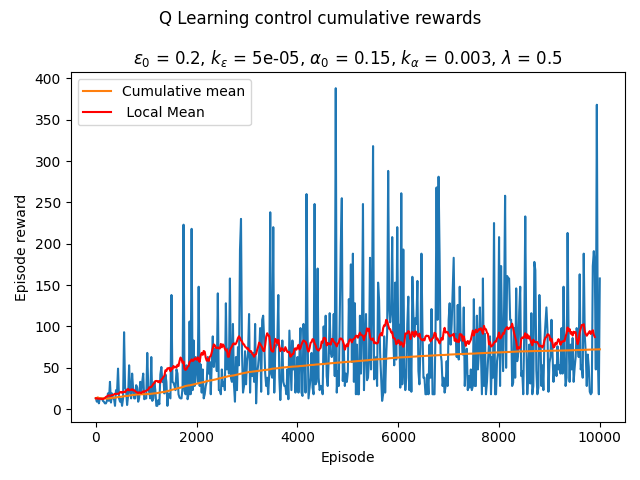 Q Learning control cumulative rewards
ε₀ = 0.2, kε = 5e-05, α₀ = 0.15, kα = 0.003, λ = 0.5
400
350
300
250
200
150
100
50
0
Episode reward
Cumulative mean
Local Mean
0 2000 4000 6000 8000 10000
Episode